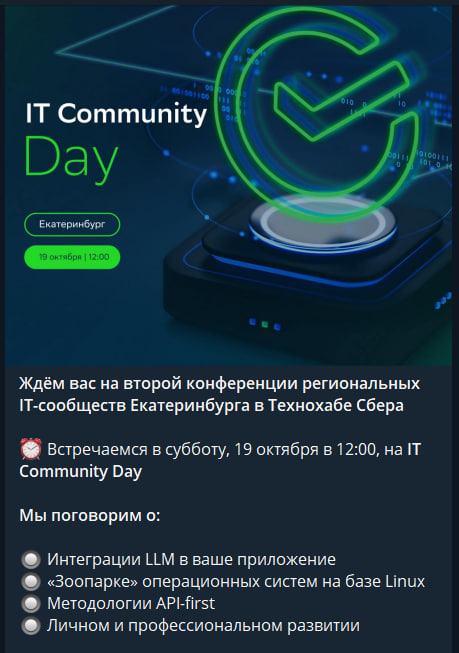 IT Community
Day
Екатеринбург
19 октября | 12:00
Ждём вас на второй конференции региональных
IT-сообществ Екатеринбурга в Технохабе Сбера
Встречаемся в субботу, 19 октября в 12:00, на IT
Community Day
Мы поговорим о:
Интеграции LLM в ваше приложение
«Зоопарке» операционных систем на базе Linux
Методологии API-first
Личном и профессиональном развитии